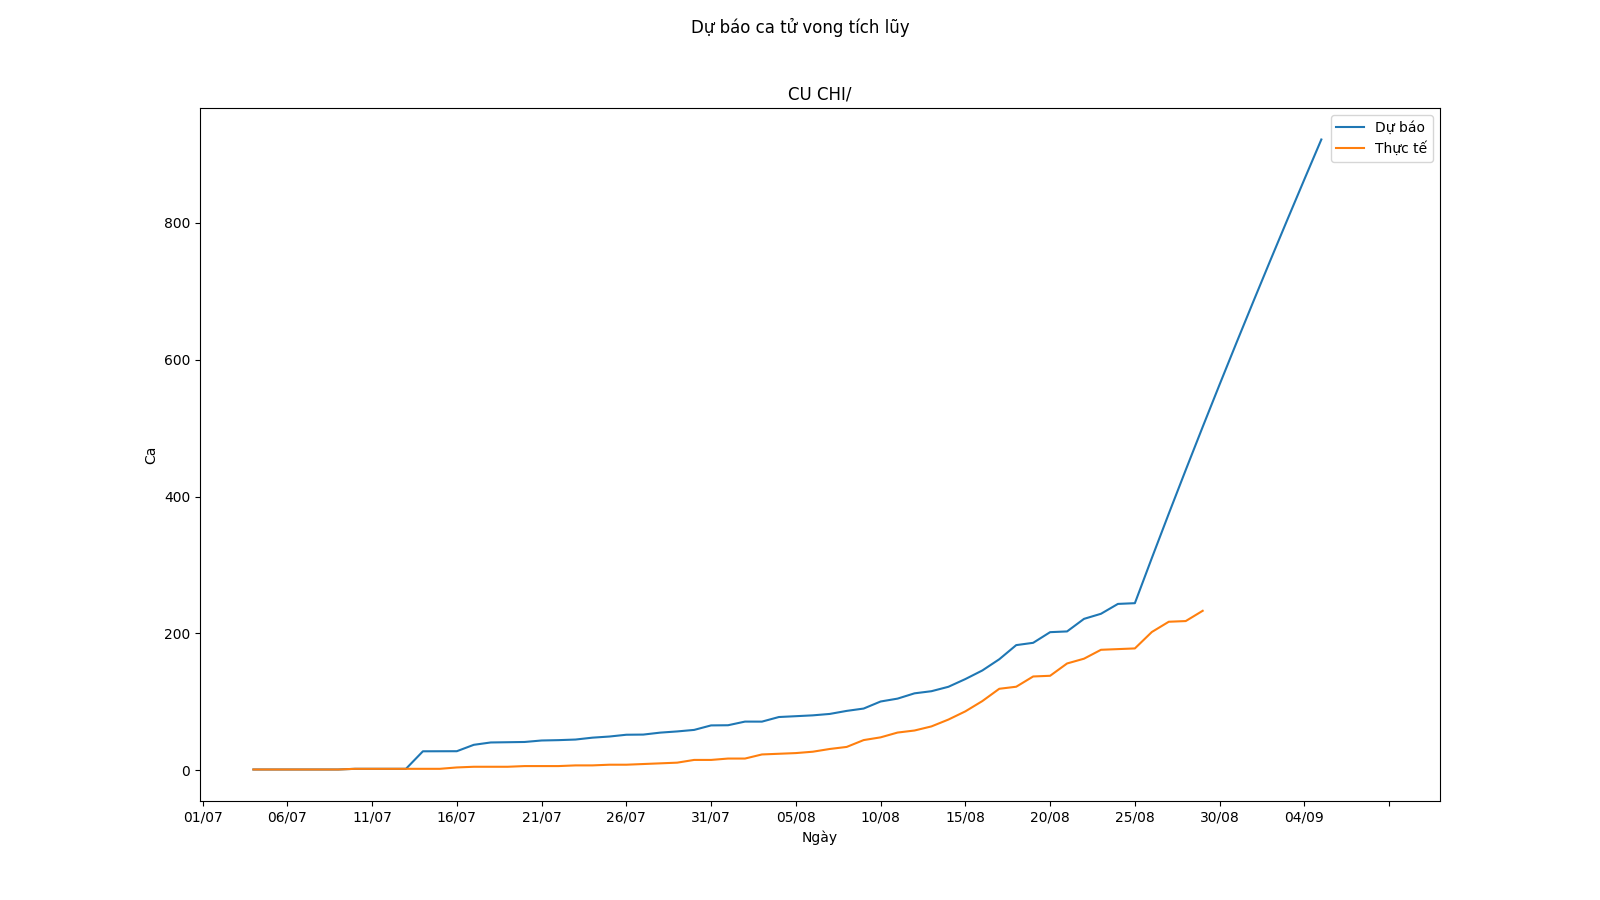 Dự báo ca tử vong tích lũy
CU CHI/
Dự báo
Thực tế
800
600
400
200
0
Ca
01/07 06/07 11/07 16/07 21/07 26/07 31/07 05/08 10/08 15/08 20/08 25/08 30/08 04/09
Ngày